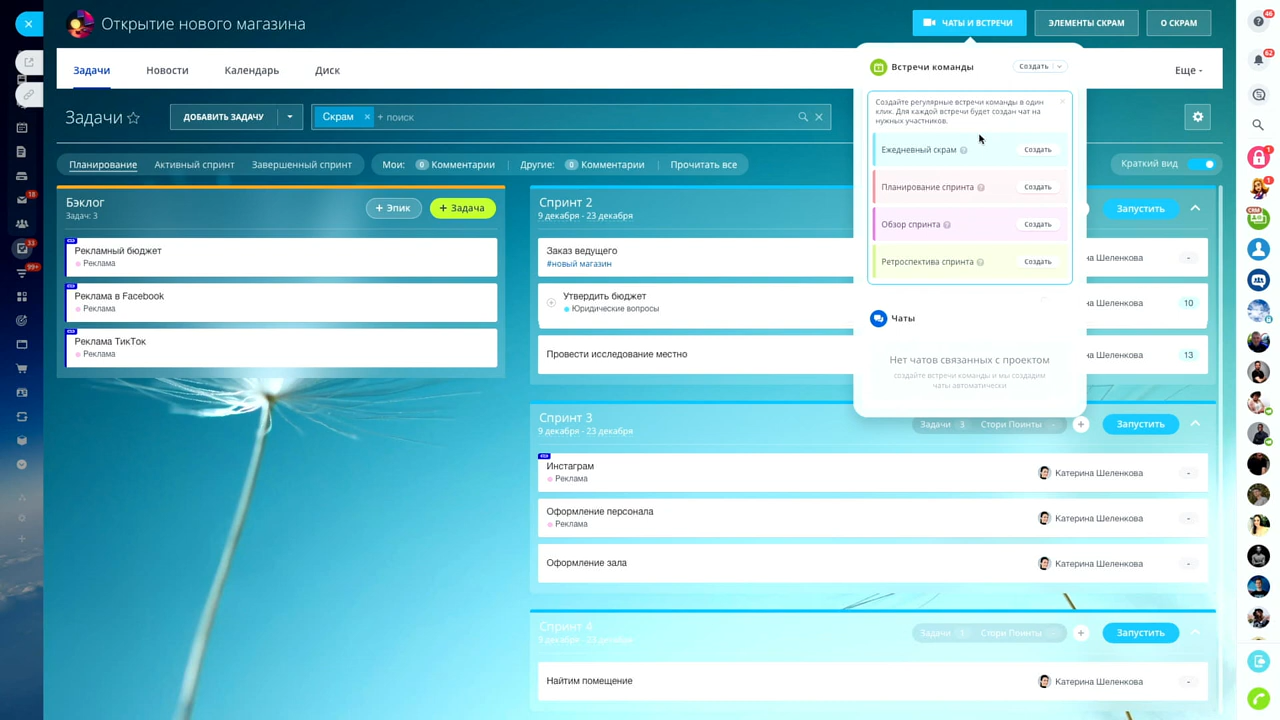 Открытие нового магазина
ЧАТЫ И ВСТРЕЧИ
ЭЛЕМЕНТЫ СКРАМ
О СКРАМ
46
Задачи
Новости
Календарь
Диск
Еще
62
Встречи команды
Создать
Задачи
ДОБАВИТЬ ЗАДАЧУ
Скрам
+ поиск
Создайте регулярные встречи команды в один
клик. Для каждой встречи будет создан чат на
нужных участников.
Ежедневный скрам
Создать
Планирование спринта
Создать
Обзор спринта
Создать
Ретроспектива спринта
Создать
Чаты
Нет чатов связанных с проектом
создайте встречи команды и мы создадим
чаты автоматически
Планирование
Активный спринт
Завершенный спринт
Мои: 0 Комментарии
Другие: 0 Комментарии
Прочитать все
Краткий вид
1
1
CRM
18
33
99+
Бэклог
Задач: 3
+ Эпик
+ Задача
Рекламный бюджет
Реклама
Реклама в Facebook
Реклама
Реклама ТикТок
Реклама
Спринт 2
9 декабря - 23 декабря
Запустить
Заказ ведущего
#новый магазин
на Шеленкова
-
Утвердить бюджет
Юридические вопросы
на Шеленкова
10
Провести исследование местно
на Шеленкова
13
Спринт 3
9 декабря - 23 декабря
Задачи 3
Стори Поинты -
+
Запустить
Инстаграм
Реклама
Катерина Шеленкова
-
Оформление персонала
Реклама
Катерина Шеленкова
-
Оформление зала
Катерина Шеленкова
-
Спринт 4
9 декабря - 23 декабря
Задачи 1
Стори Поинты -
+
Запустить
Найтим помещение
Катерина Шеленкова
-